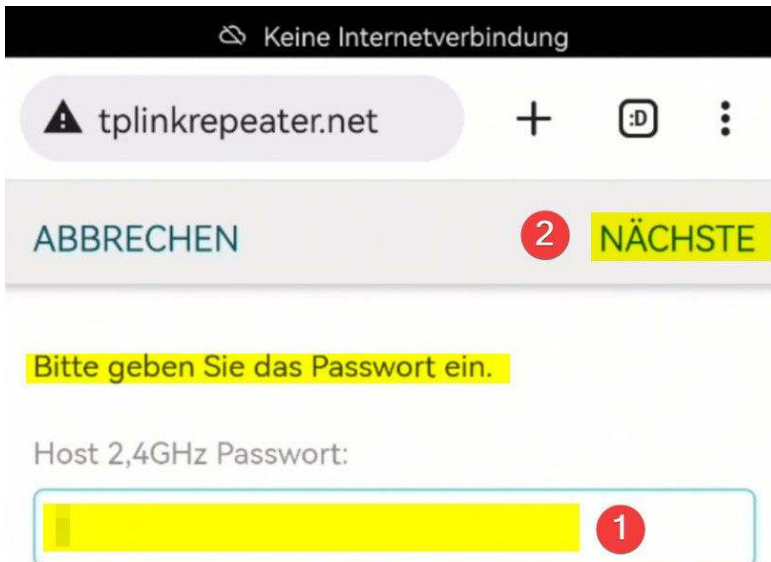 Keine Internetverbindung
tplinkrepeater.net
:D
ABBRECHEN
2 NÄCHSTE
Bitte geben Sie das Passwort ein.
Host 2,4GHz Passwort:
1